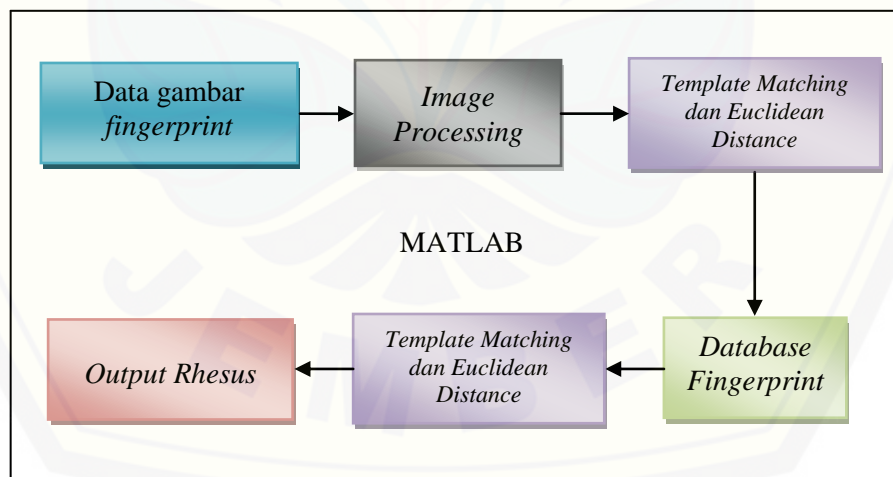 Data gambar
fingerprint
Image
Processing
Template Matching
dan Euclidean
Distance
MATLAB
JEMBER
Output Rhesus
Template Matching
dan Euclidean
Distance
Database
Fingerprint